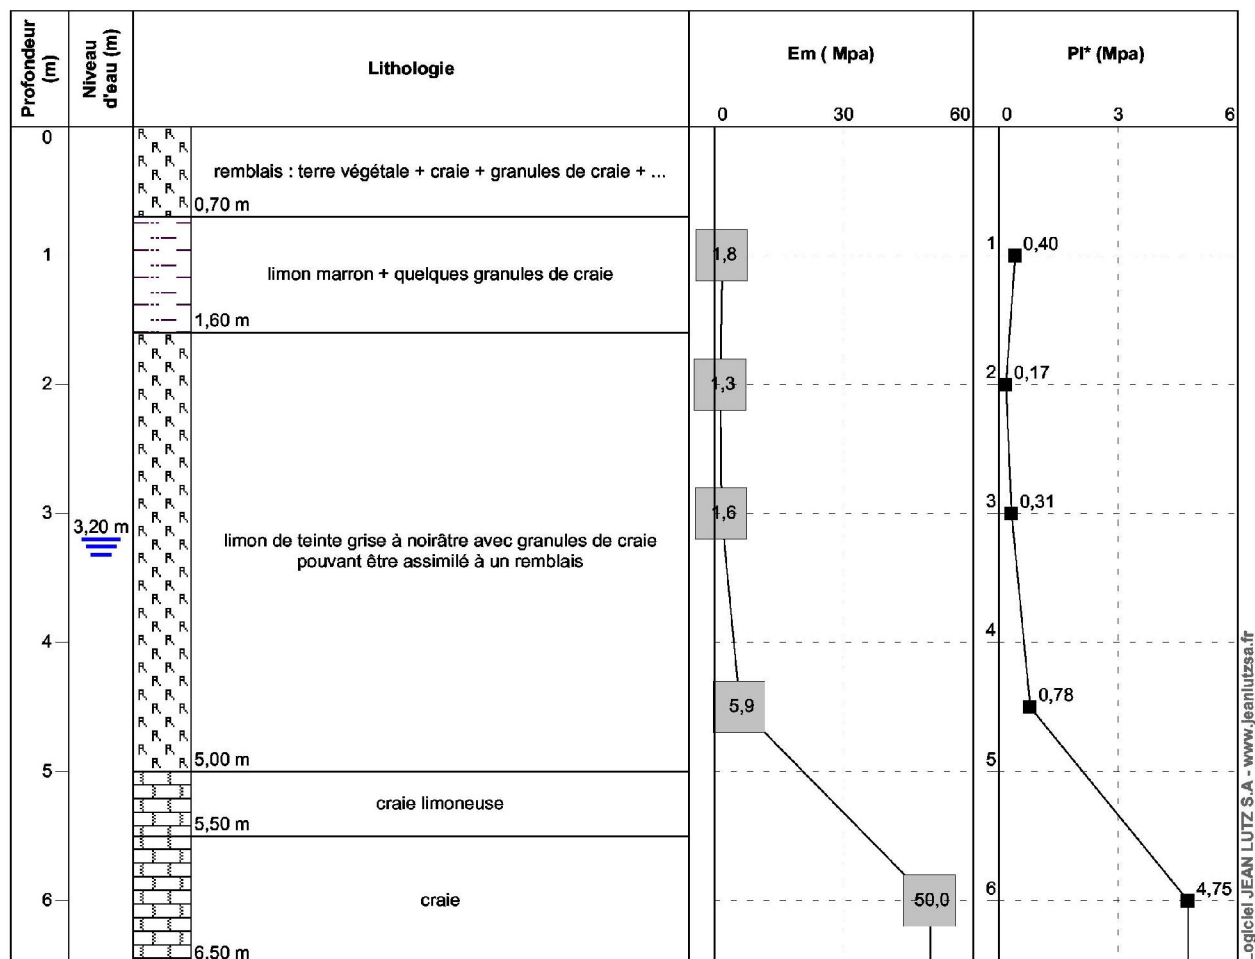 Profondeur
(m)
Niveau
d'eau (m)
Lithologie
Em ( Mpa)
Pl* (Mpa)
0 30 60
0 3 6
0
remblais : terre végétale + craie + granules de craie + ...
0,70 m
1
limon marron + quelques granules de craie
1,8
1
0,40
1,60 m
2
1,3
2
0,17
3
3,20 m
limon de teinte grise à noirâtre avec granules de craie
pouvant être assimilé à un remblais
1,6
3
0,31
4
4
5,9
0,78
5,00 m
5
5
craie limoneuse
5,50 m
6
craie
50,0
6
4,75
6,50 m
Logiciel JEAN LUTZ S.A - www.jeanlutzsa.fr